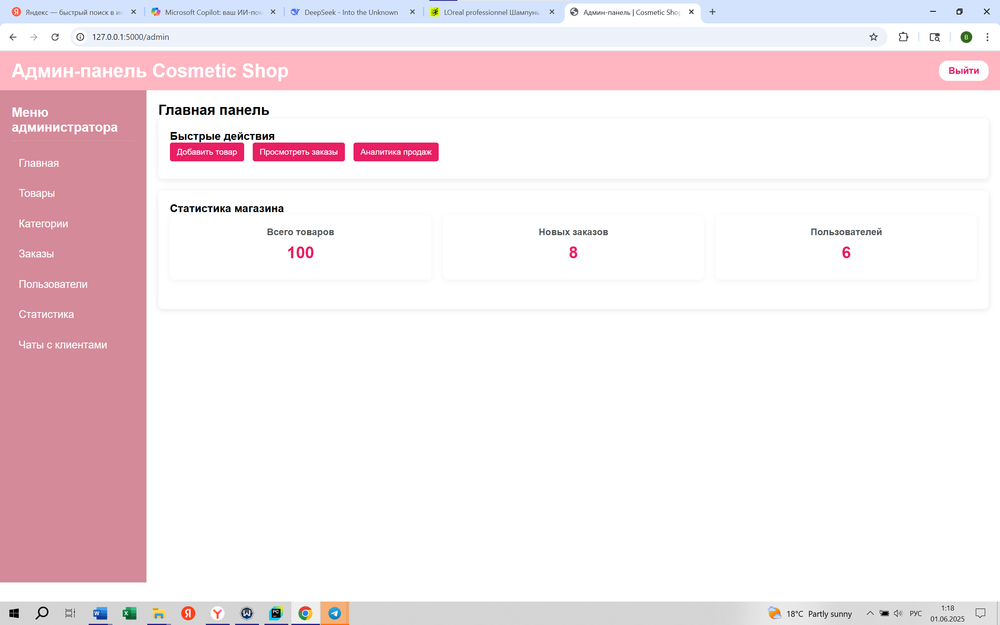 Яндекс — быстрый поиск в ин
Microsoft Copilot: ваш ИИ-пом
DeepSeek - Into the Unknown
LOreal professionnel Шампунь
Админ-панель | Cosmetic Shop
127.0.0.1:5000/admin
B
Админ-панель Cosmetic Shop
Выйти
Меню
администратора
Главная
Товары
Категории
Заказы
Пользователи
Статистика
Чаты с клиентами
Главная панель
Быстрые действия
Добавить товар
Просмотреть заказы
Аналитика продаж
Статистика магазина
Всего товаров
100
Новых заказов
8
Пользователей
6
18°C Partly sunny
РУС
1:18
01.06.2025